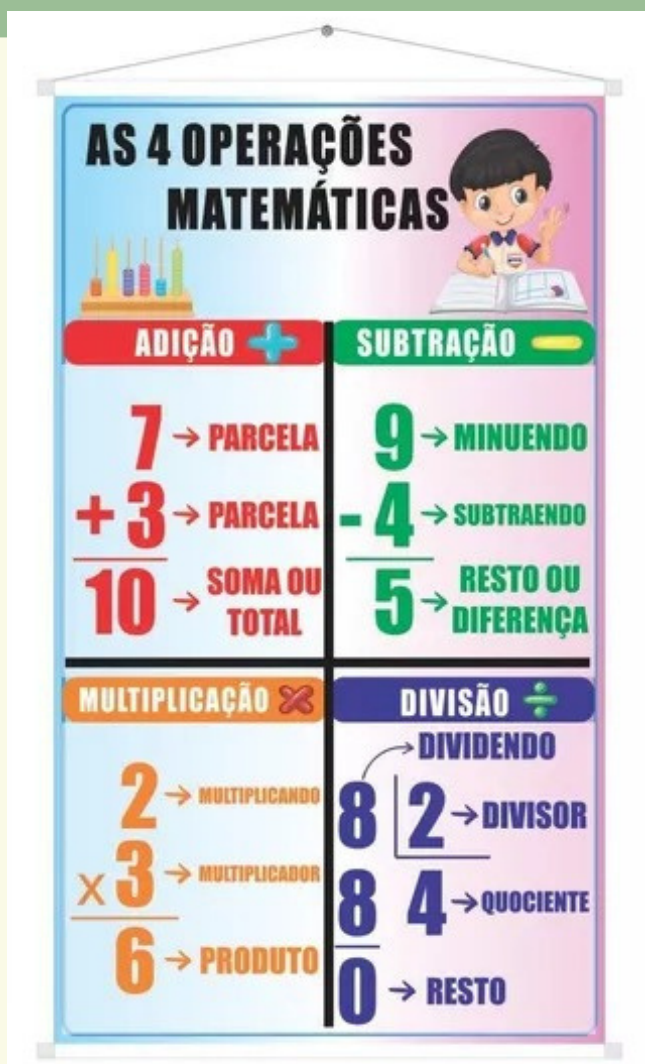 AS 4 OPERAÇÕES
MATEMÁTICAS
ADIÇÃO +
7 → PARCELA
+ 3 → PARCELA
10 → SOMA OU
TOTAL
SUBTRAÇÃO -
9 → MINUENDO
- 4 → SUBTRAENDO
5 → RESTO OU
DIFERENÇA
MULTIPLICAÇÃO ×
2 → MULTIPLICANDO
x 3 → MULTIPLICADOR
6 → PRODUTO
DIVISÃO ÷
DIVIDENDO
8 2 → DIVISOR
8 4 → QUOCIENTE
0 → RESTO